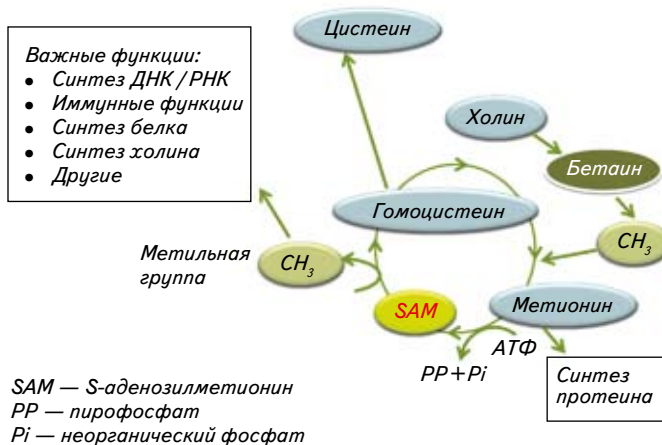 Цистеин
Важные функции:
• Синтез ДНК / РНК
• Иммунные функции
• Синтез белка
• Синтез холина
• Другие
Холин
Бетаин
Гомоцистеин
Метильная
группа
CH₃
CH₃
SAM
Метионин
АТФ
PP+Pi
Синтез
протеина
SAM — S-аденозилметионин
PP — пирофосфат
Pi — неорганический фосфат